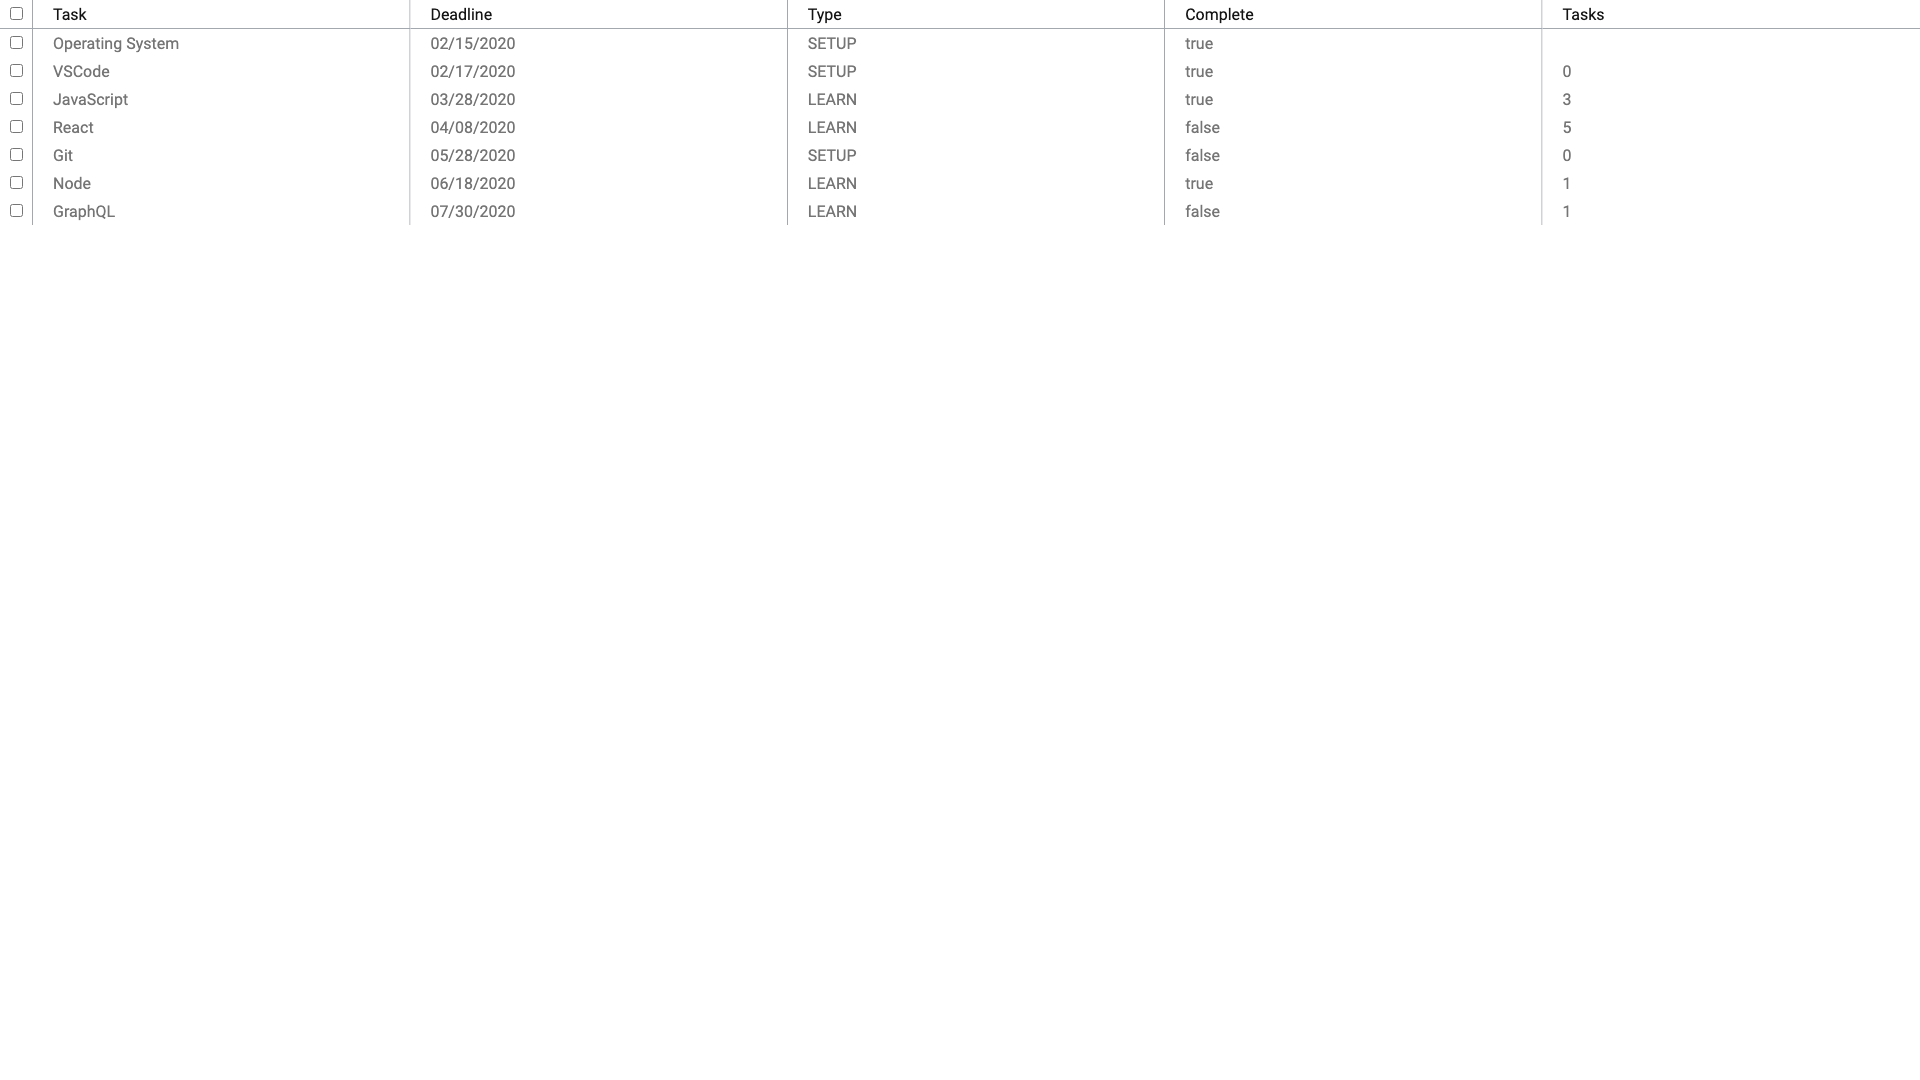 Task Deadline Type Complete Tasks
Operating System 02/15/2020 SETUP true
VSCode 02/17/2020 SETUP true 0
JavaScript 03/28/2020 LEARN true 3
React 04/08/2020 LEARN false 5
Git 05/28/2020 SETUP false 0
Node 06/18/2020 LEARN true 1
GraphQL 07/30/2020 LEARN false 1